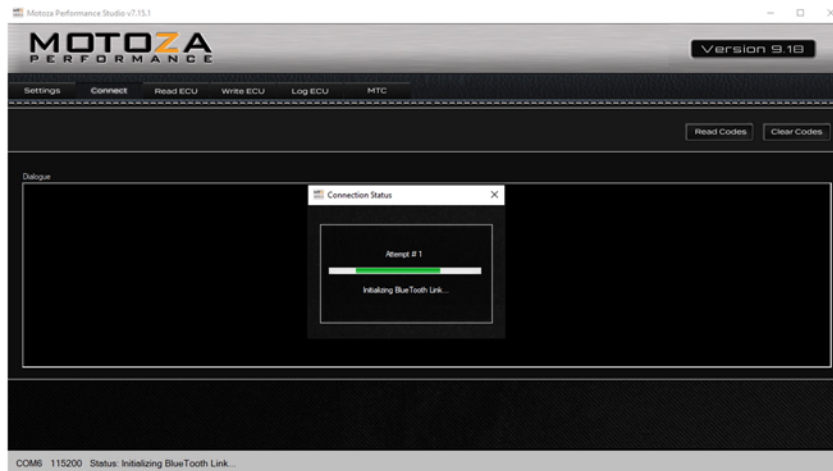 Motoza Performance Studio v7.15.1
MOTOZA
PERFORMANCE
Version 9.18
Settings Connect Read ECU Write ECU Log ECU MTC
Read Codes Clear Codes
Dialogue
Connection Status
Attempt # 1
Initializing BlueTooth Link...
COM6 115200 Status: Initializing BlueTooth Link...